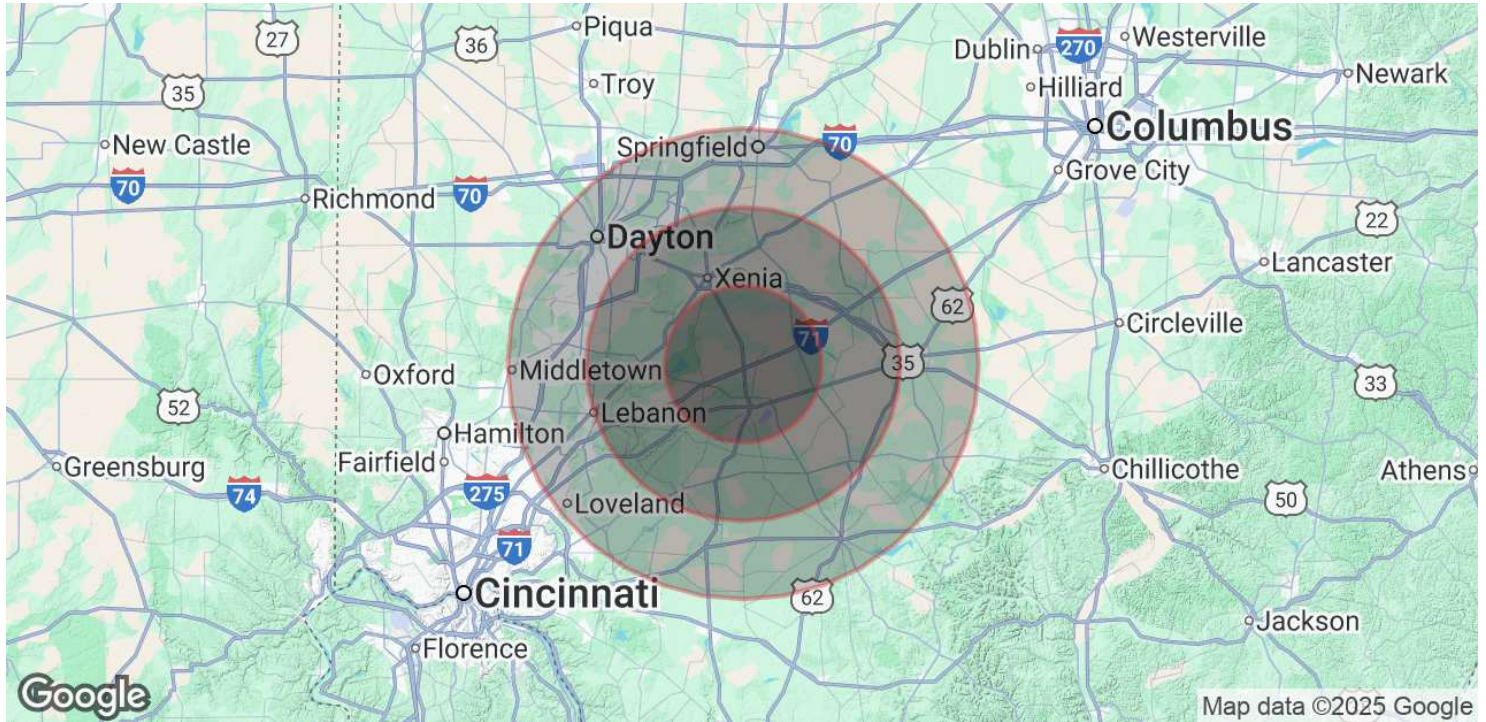 Piqua
Westerville
27
36
Dublin
270
Newark
35
Troy
Hilliard
Columbus
New Castle
Springfield
70
Grove City
70
70
Richmond
22
Dayton
Lancaster
Xenia
62
Circleville
71
35
Middletown
Oxford
33
52
Lebanon
Hamilton
Greensburg
Fairfield
Chillicothe
Athens
74
275
Loveland
50
71
Cincinnati
62
Jackson
Florence
Google
Map data ©2025 Google